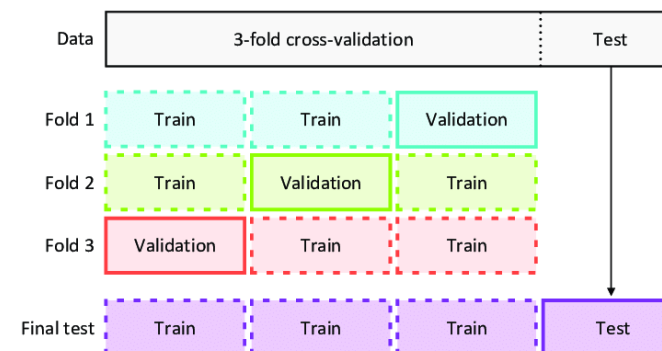 Data 3-fold cross-validation Test
Fold 1 Train Train Validation
Fold 2 Train Validation Train
Fold 3 Validation Train Train
Final test Train Train Train Test